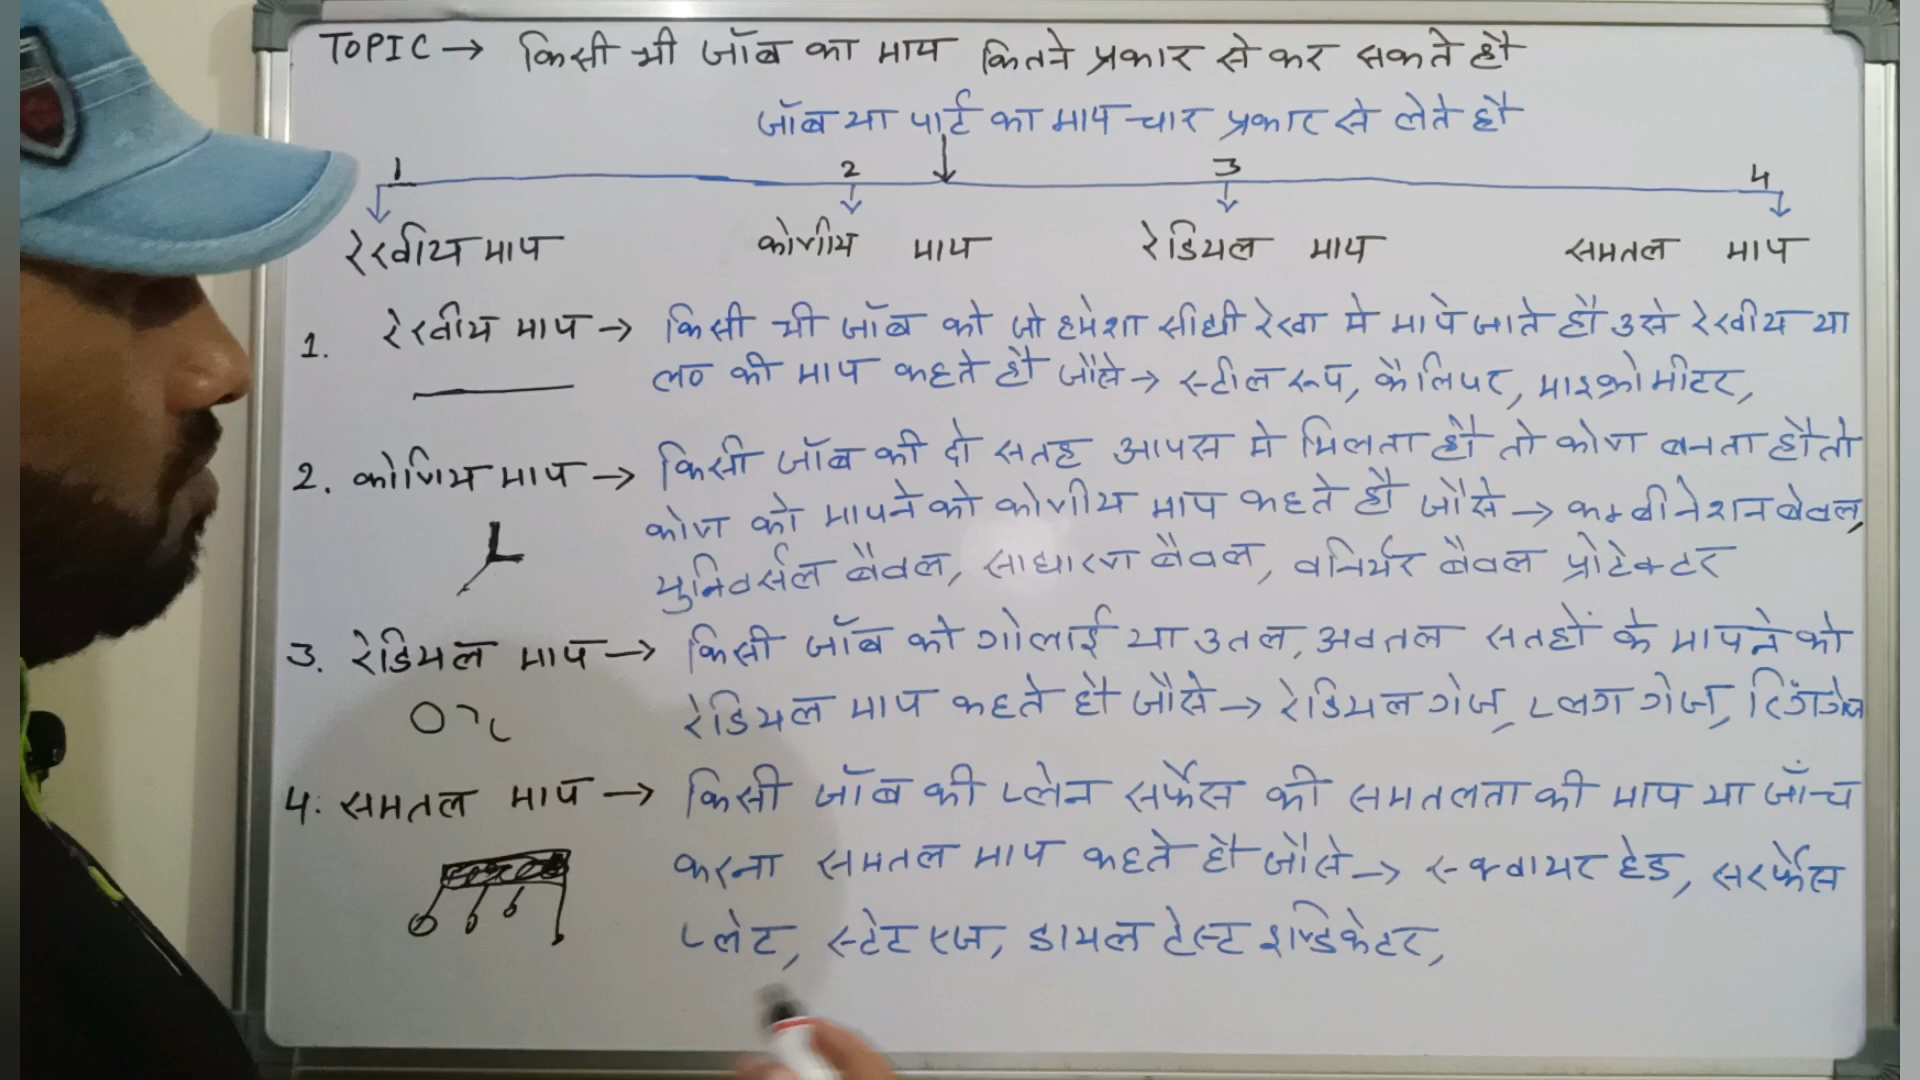 TOPIC → किसी भी जॉब का माप कितने प्रकार से कर सकते है
जॉब या पार्ट का माप चार प्रकार से लेते है
1 2 3 4
रेखीय माप कोणीय माप रेडियल माप समतल माप
1. रेखीय माप → किसी भी जॉब को जो हमेशा सीधी रेखा मे मापे जाते है उसे रेखीय या
ल० की माप कहते है जैसे → स्टील रूप, कैलिपर, माइक्रोमीटर,
2. कोणिय माप → किसी जॉब की दो सतह आपस मे मिलता है तो कोण बनता है तो
कोण को मापने को कोणीय माप कहते है जैसे → कम्बीनेशन बेवल,
युनिवर्सल बैवल, साधारण बैवल, वर्नियर बैवल प्रोटेक्टर
3. रेडियल माप → किसी जॉब को गोलाई या उतल, अवतल सतहों के मापने को
रेडियल माप कहते है जैसे → रेडियल गेज, प्लग गेज, रिंग गेज
4. समतल माप → किसी जॉब की प्लेन सर्फेस की समतलता की माप या जाँच
करना समतल माप कहते है जैसे → स्क्वायर हेड, सरफेस
प्लेट, स्टेट एज, डायल टेस्ट इण्डिकेटर,